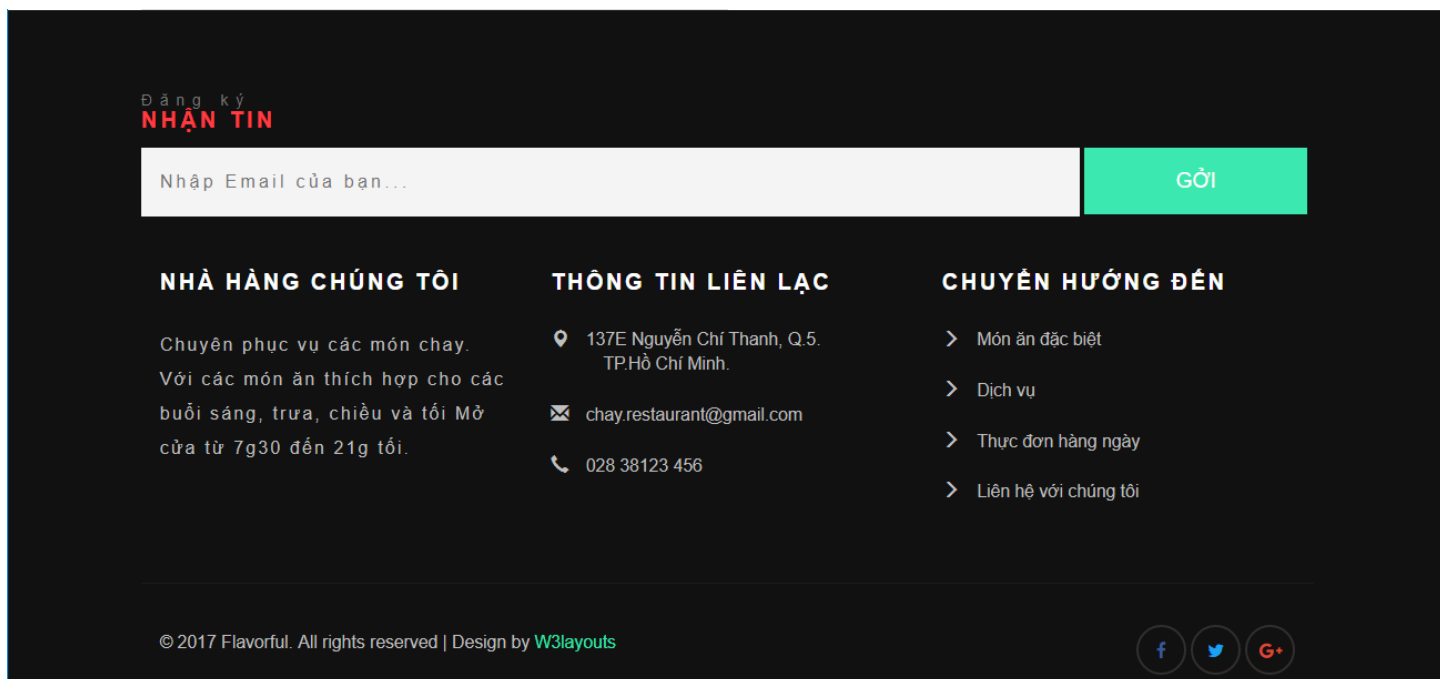 Đăng ký
NHẬN TIN
Nhập Email của bạn...
GỞI
NHÀ HÀNG CHÚNG TÔI
Chuyên phục vụ các món chay.
Với các món ăn thích hợp cho các
buổi sáng, trưa, chiều và tối Mở
cửa từ 7g30 đến 21g tối.
THÔNG TIN LIÊN LẠC
137E Nguyễn Chí Thanh, Q.5.
TP.Hồ Chí Minh.
chay.restaurant@gmail.com
028 38123 456
CHUYỂN HƯỚNG ĐẾN
Món ăn đặc biệt
Dịch vụ
Thực đơn hàng ngày
Liên hệ với chúng tôi
© 2017 Flavorful. All rights reserved | Design by W3layouts